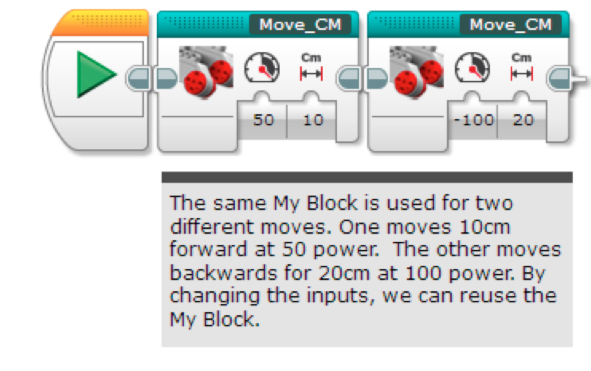 Move_CM
Move_CM
Cm
Cm
50 10
-100 20
The same My Block is used for two
different moves. One moves 10cm
forward at 50 power.  The other moves
backwards for 20cm at 100 power. By
changing the inputs, we can reuse the
My Block.